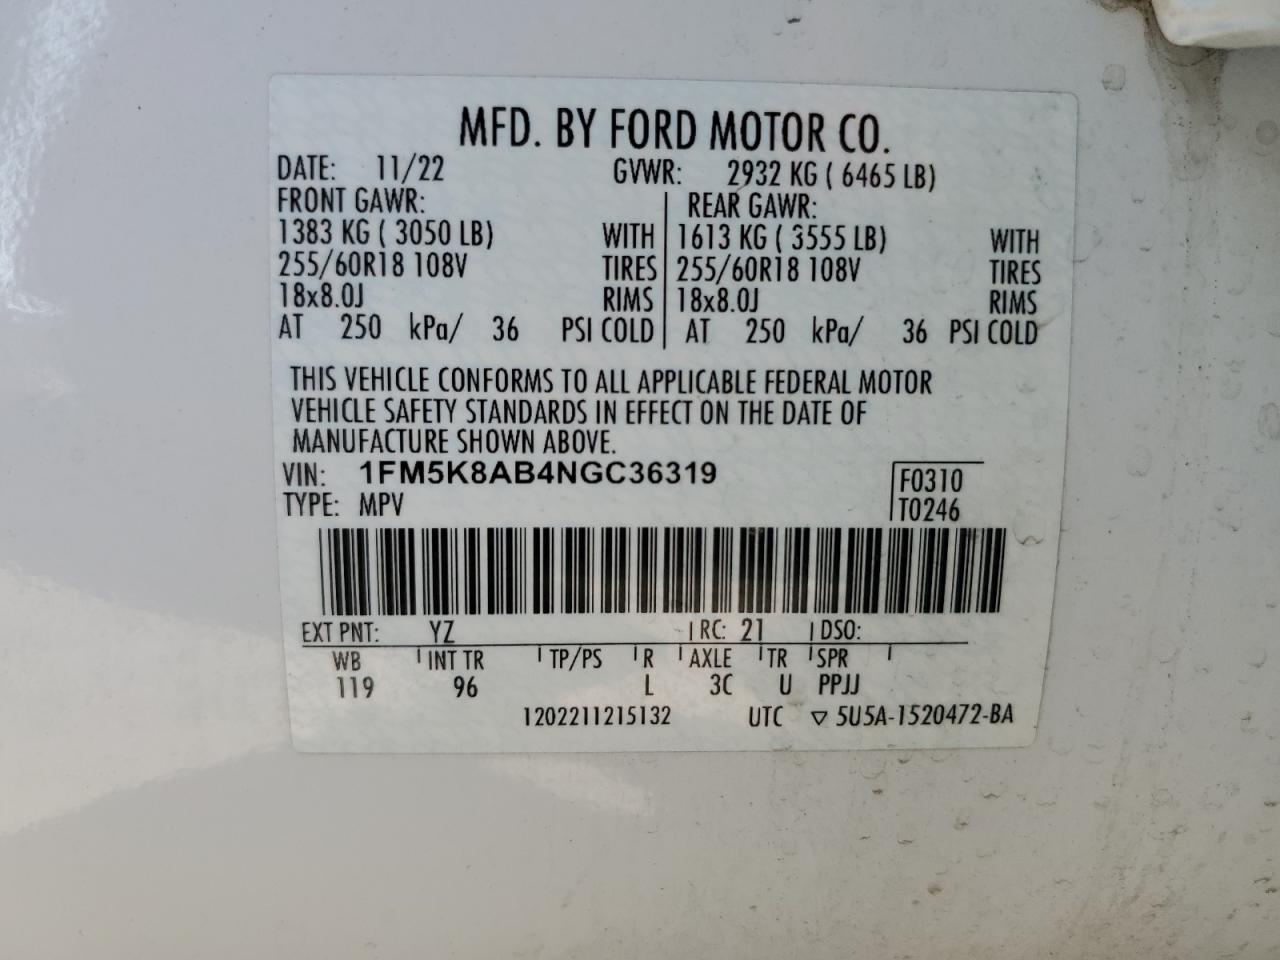 MFD. BY FORD MOTOR CO.
DATE: 11/22 GVWR: 2932 KG ( 6465 LB)
FRONT GAWR: REAR GAWR:
1383 KG ( 3050 LB) WITH 1613 KG ( 3555 LB) WITH
255/60R18 108V TIRES 255/60R18 108V TIRES
18x8.0J RIMS 18x8.0J RIMS
AT 250 kPa/ 36 PSI COLD AT 250 kPa/ 36 PSI COLD
THIS VEHICLE CONFORMS TO ALL APPLICABLE FEDERAL MOTOR
VEHICLE SAFETY STANDARDS IN EFFECT ON THE DATE OF
MANUFACTURE SHOWN ABOVE.
VIN: 1FM5K8AB4NGC36319 F0310
TYPE: MPV T0246
EXT PNT: YZ RC: 21 DSO:
WB INT TR TP/PS R AXLE TR SPR
119 96 L 3C U PPJJ
1202211215132 UTC ▽ 5U5A-1520472-BA